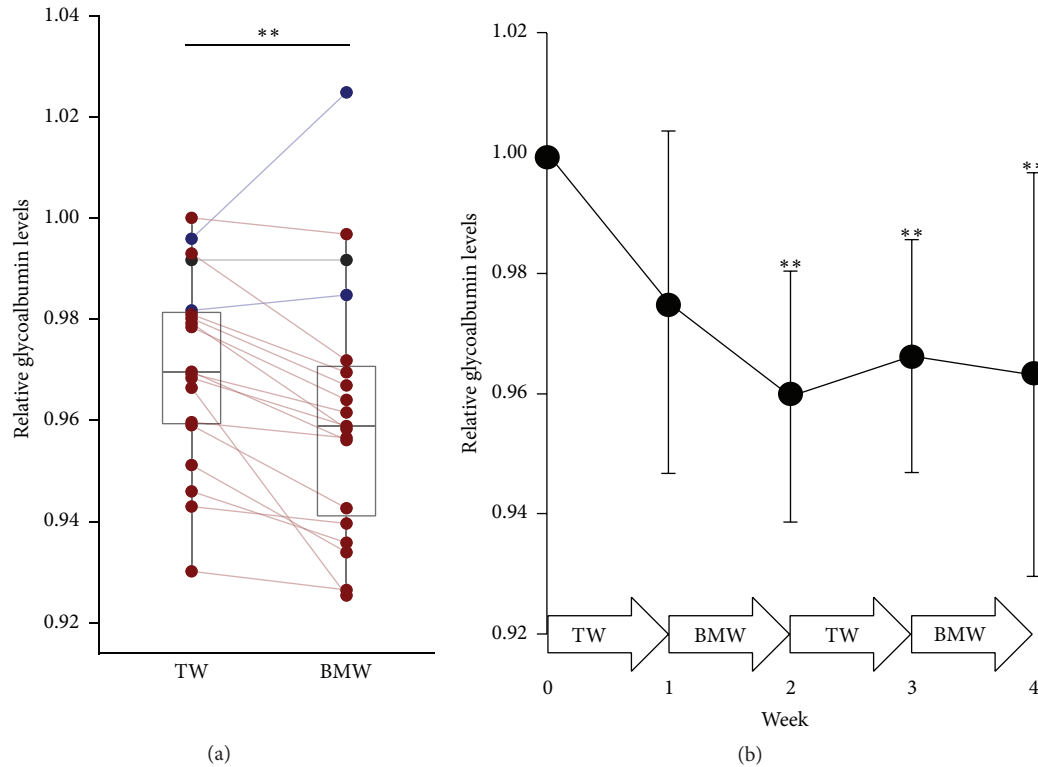 1.04
1.02
1.00
0.98
0.96
0.94
0.92
Relative glycoalbumin levels
**
TW
BMW
(a)
1.02
1.00
0.98
0.96
0.94
0.92
Relative glycoalbumin levels
**
**
**
TW
BMW
TW
BMW
0
1
2
3
4
Week
(b)